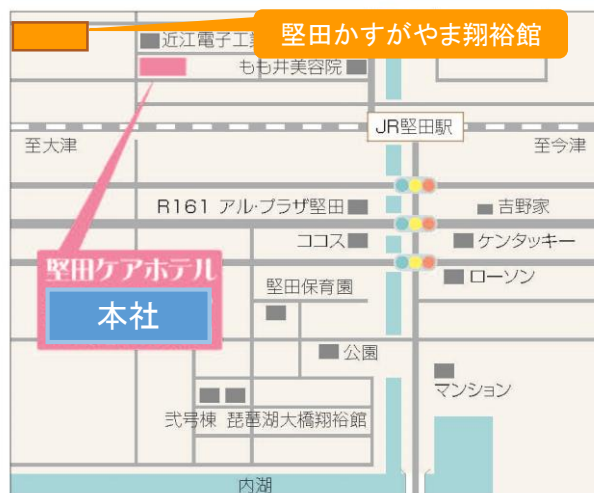 堅田かすがやま翔裕館
近江電子工業
もも井美容院
JR堅田駅
至大津
至今津
R161 アル・プラザ堅田
吉野家
ココス
ケンタッキー
堅田ケアホテル
本社
ローソン
堅田保育園
公園
マンション
弐号棟 琵琶湖大橋翔裕館
内湖